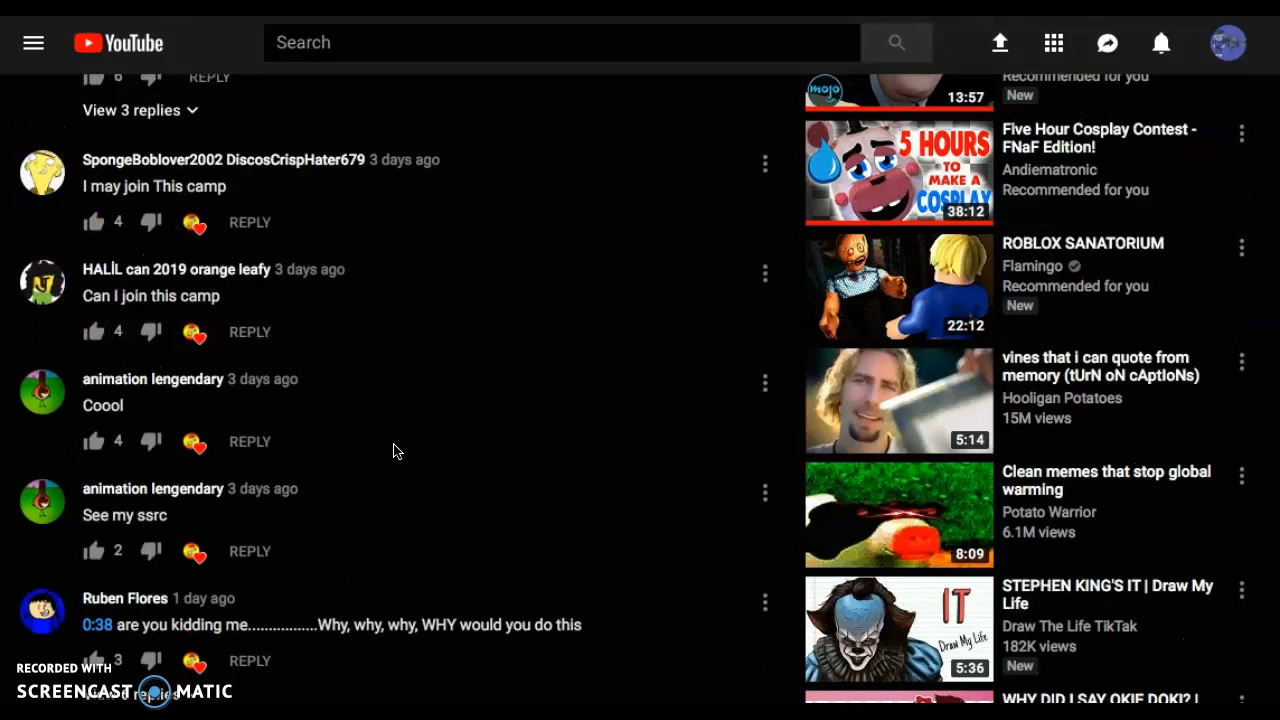 YouTube
Search
6 REPLY
View 3 replies
SpongeBoblover2002 DiscosCrispHater679 3 days ago
I may join This camp
4 REPLY
HALİL can 2019 orange leafy 3 days ago
Can I join this camp
4 REPLY
animation lengendary 3 days ago
Coool
4 REPLY
animation lengendary 3 days ago
See my ssrc
2 REPLY
Ruben Flores 1 day ago
0:38 are you kidding me.................Why, why, why, WHY would you do this
3 REPLY
replies
RECORDED WITH
SCREENCAST MATIC
mojo
13:57
Recommended for you
New
5 HOURS
TO
MAKE A
COSPLAY
38:12
Five Hour Cosplay Contest -
FNaF Edition!
Andiematronic
Recommended for you
22:12
ROBLOX SANATORIUM
Flamingo
Recommended for you
New
5:14
vines that i can quote from
memory (tUrN oN cAptIoNs)
Hooligan Potatoes
15M views
8:09
Clean memes that stop global
warming
Potato Warrior
6.1M views
IT
Draw My Life
5:36
STEPHEN KING'S IT | Draw My
Life
Draw The Life TikTak
182K views
New
WHY DID I SAY OKIE DOKI? |